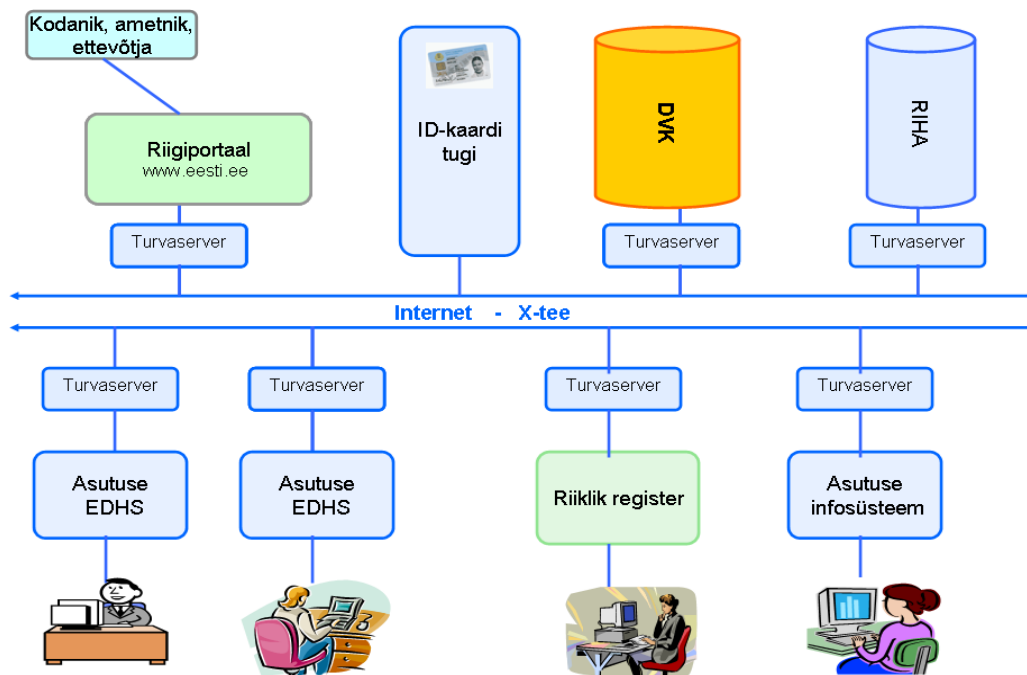 Kodanik, ametnik,
ettevõtja
Riigiportaal
www.eesti.ee
ID-kaardi
tugi
DVK
RIHA
Turvaserver
Turvaserver
Turvaserver
Internet - X-tee
Turvaserver
Turvaserver
Turvaserver
Turvaserver
Asutuse
EDHS
Asutuse
EDHS
Riiklik register
Asutuse
infosüsteem